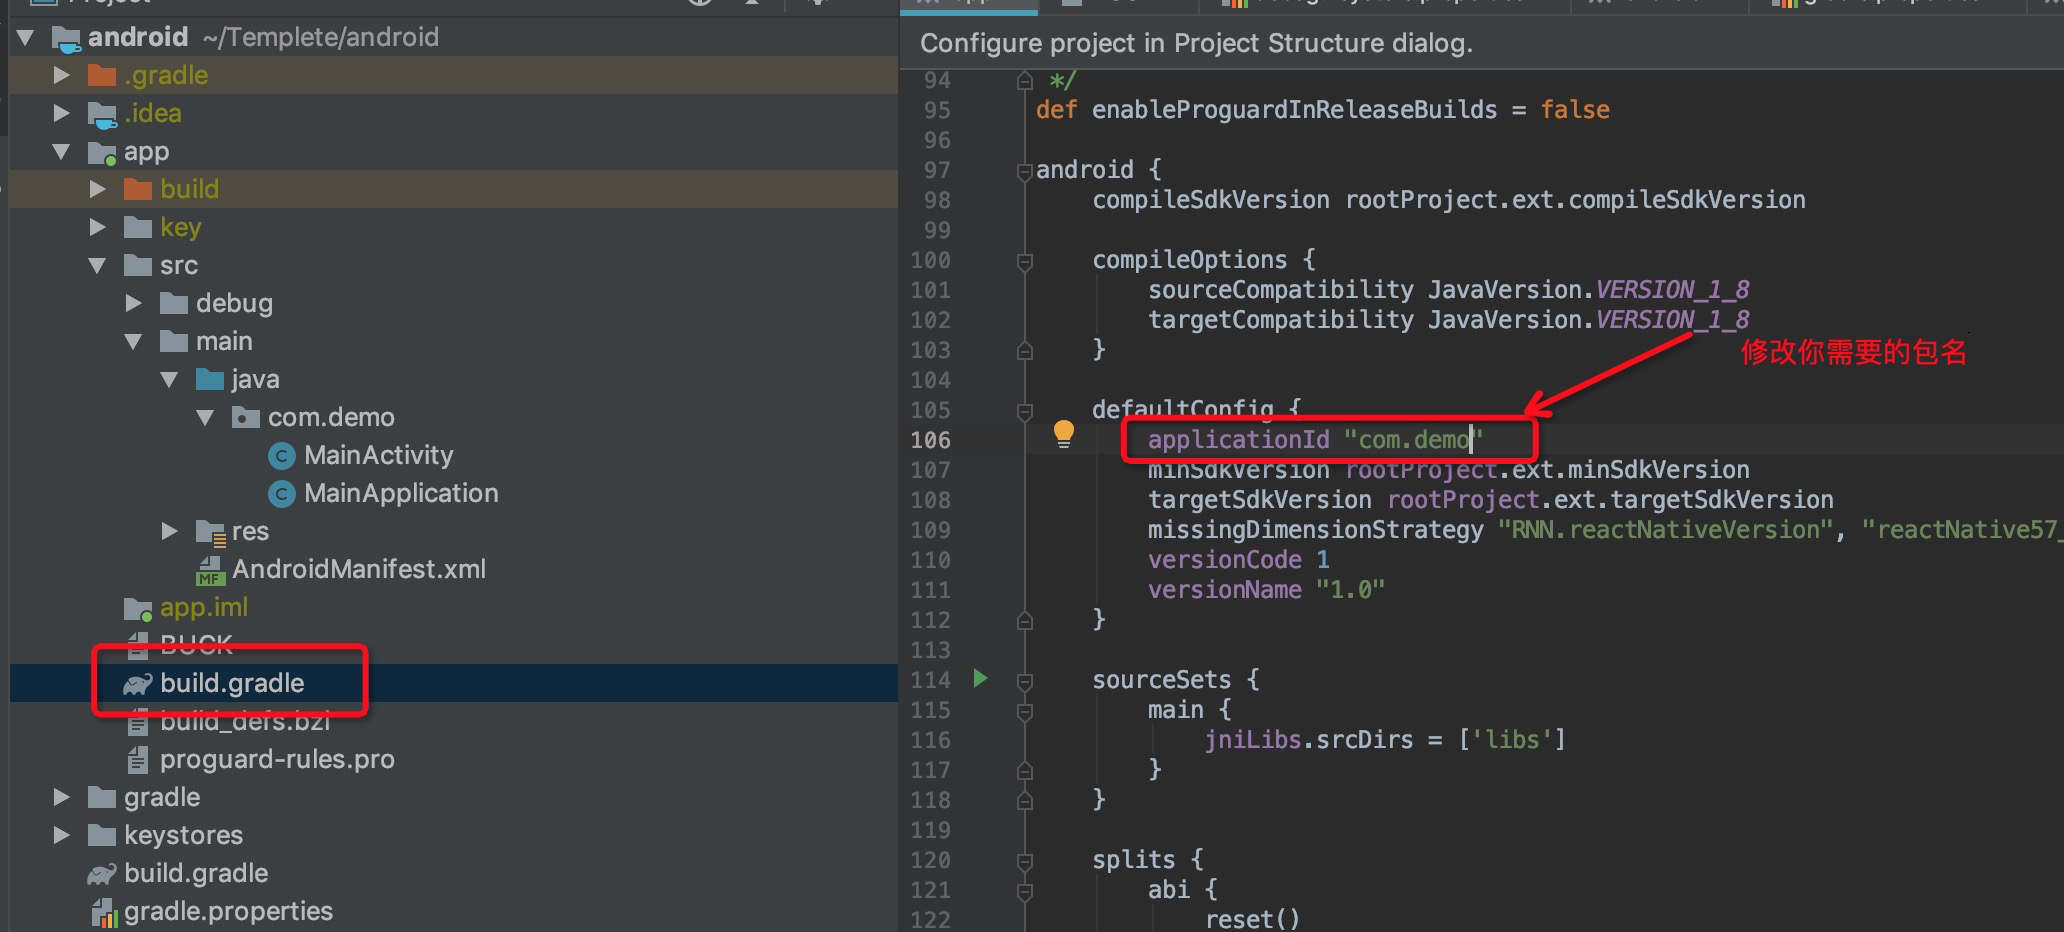 android ~/Templete/android
.gradle
.idea
app
build
key
src
debug
main
java
com.demo
MainActivity
MainApplication
res
AndroidManifest.xml
app.iml
BUCK
build.gradle
build_defs.bzl
proguard-rules.pro
gradle
keystores
build.gradle
gradle.properties
Configure project in Project Structure dialog.
94 */
95 def enableProguardInReleaseBuilds = false
96
97 android {
98 compileSdkVersion rootProject.ext.compileSdkVersion
99
100 compileOptions {
101 sourceCompatibility JavaVersion.VERSION_1_8
102 targetCompatibility JavaVersion.VERSION_1_8
103 }
修改你需要的包名
104
105 defaultConfig {
106 applicationId "com.demo"
107 minSdkVersion rootProject.ext.minSdkVersion
108 targetSdkVersion rootProject.ext.targetSdkVersion
109 missingDimensionStrategy "RNN.reactNativeVersion", "reactNative57_
110 versionCode 1
111 versionName "1.0"
112 }
113
114 sourceSets {
115 main {
116 jniLibs.srcDirs = ['libs']
117 }
118 }
119
120 splits {
121 abi {
122 reset()